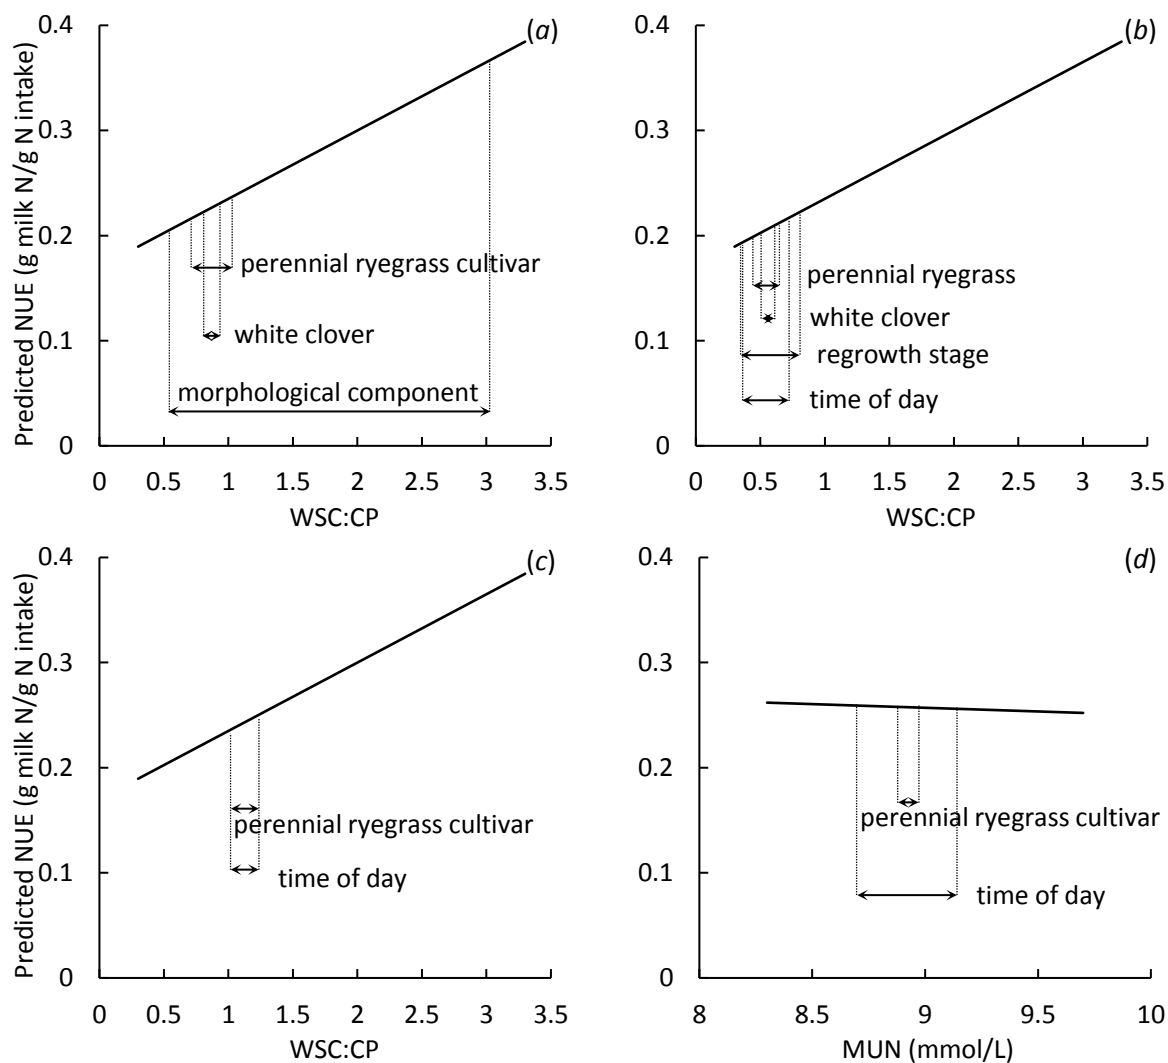 Predicted NUE (g milk N/g N intake)
0.4
0.3
0.2
0.1
0
(a)
perennial ryegrass cultivar
white clover
morphological component
0 0.5 1 1.5 2 2.5 3 3.5
WSC:CP
0.4
0.3
0.2
0.1
0
(b)
perennial ryegrass
white clover
regrowth stage
time of day
0 0.5 1 1.5 2 2.5 3 3.5
WSC:CP
Predicted NUE (g milk N/g N intake)
0.4
0.3
0.2
0.1
0
(c)
perennial ryegrass cultivar
time of day
0 0.5 1 1.5 2 2.5 3 3.5
WSC:CP
0.4
0.3
0.2
0.1
0
(d)
perennial ryegrass cultivar
time of day
8 8.5 9 9.5 10
MUN (mmol/L)